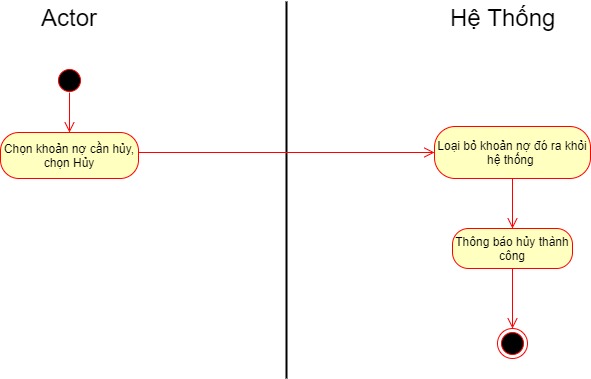 Actor
Hệ Thống
Chọn khoản nợ cần hủy,
chọn Hủy
Loại bỏ khoản nợ đó ra khỏi
hệ thống
Thông báo hủy thành
công